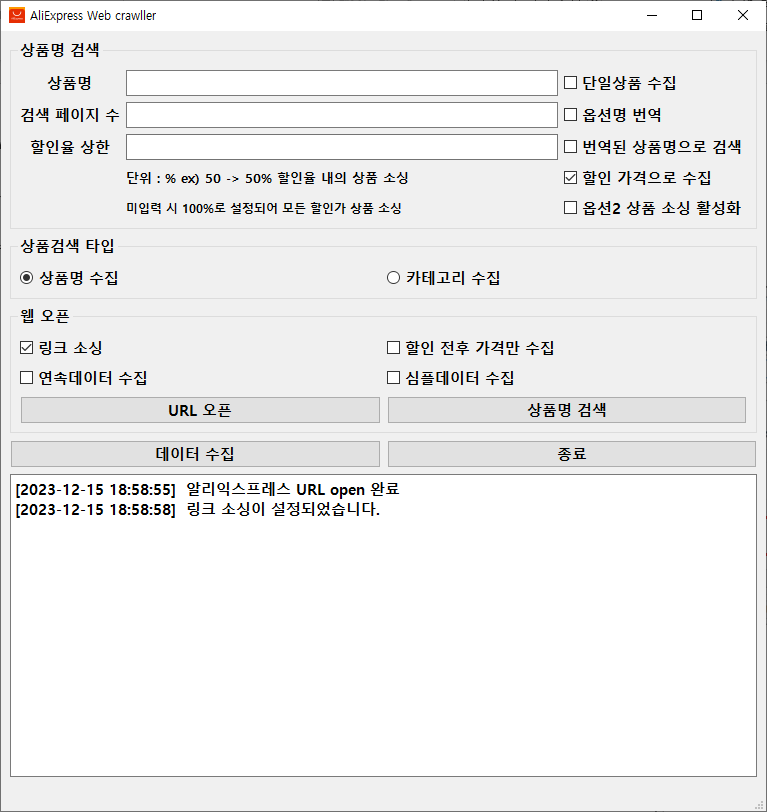 AliExpress Web crawller
상품명 검색
상품명
단일상품 수집
검색 페이지 수
옵션명 번역
할인율 상한
번역된 상품명으로 검색
단위 : % ex) 50 -> 50% 할인율 내의 상품 소싱
할인 가격으로 수집
미입력 시 100%로 설정되어 모든 할인가 상품 소싱
옵션2 상품 소싱 활성화
상품검색 타입
상품명 수집
카테고리 수집
웹 오픈
링크 소싱
할인 전후 가격만 수집
연속데이터 수집
심플데이터 수집
URL 오픈
상품명 검색
데이터 수집
종료
[2023-12-15 18:58:55] 알리익스프레스 URL open 완료
[2023-12-15 18:58:58] 링크 소싱이 설정되었습니다.